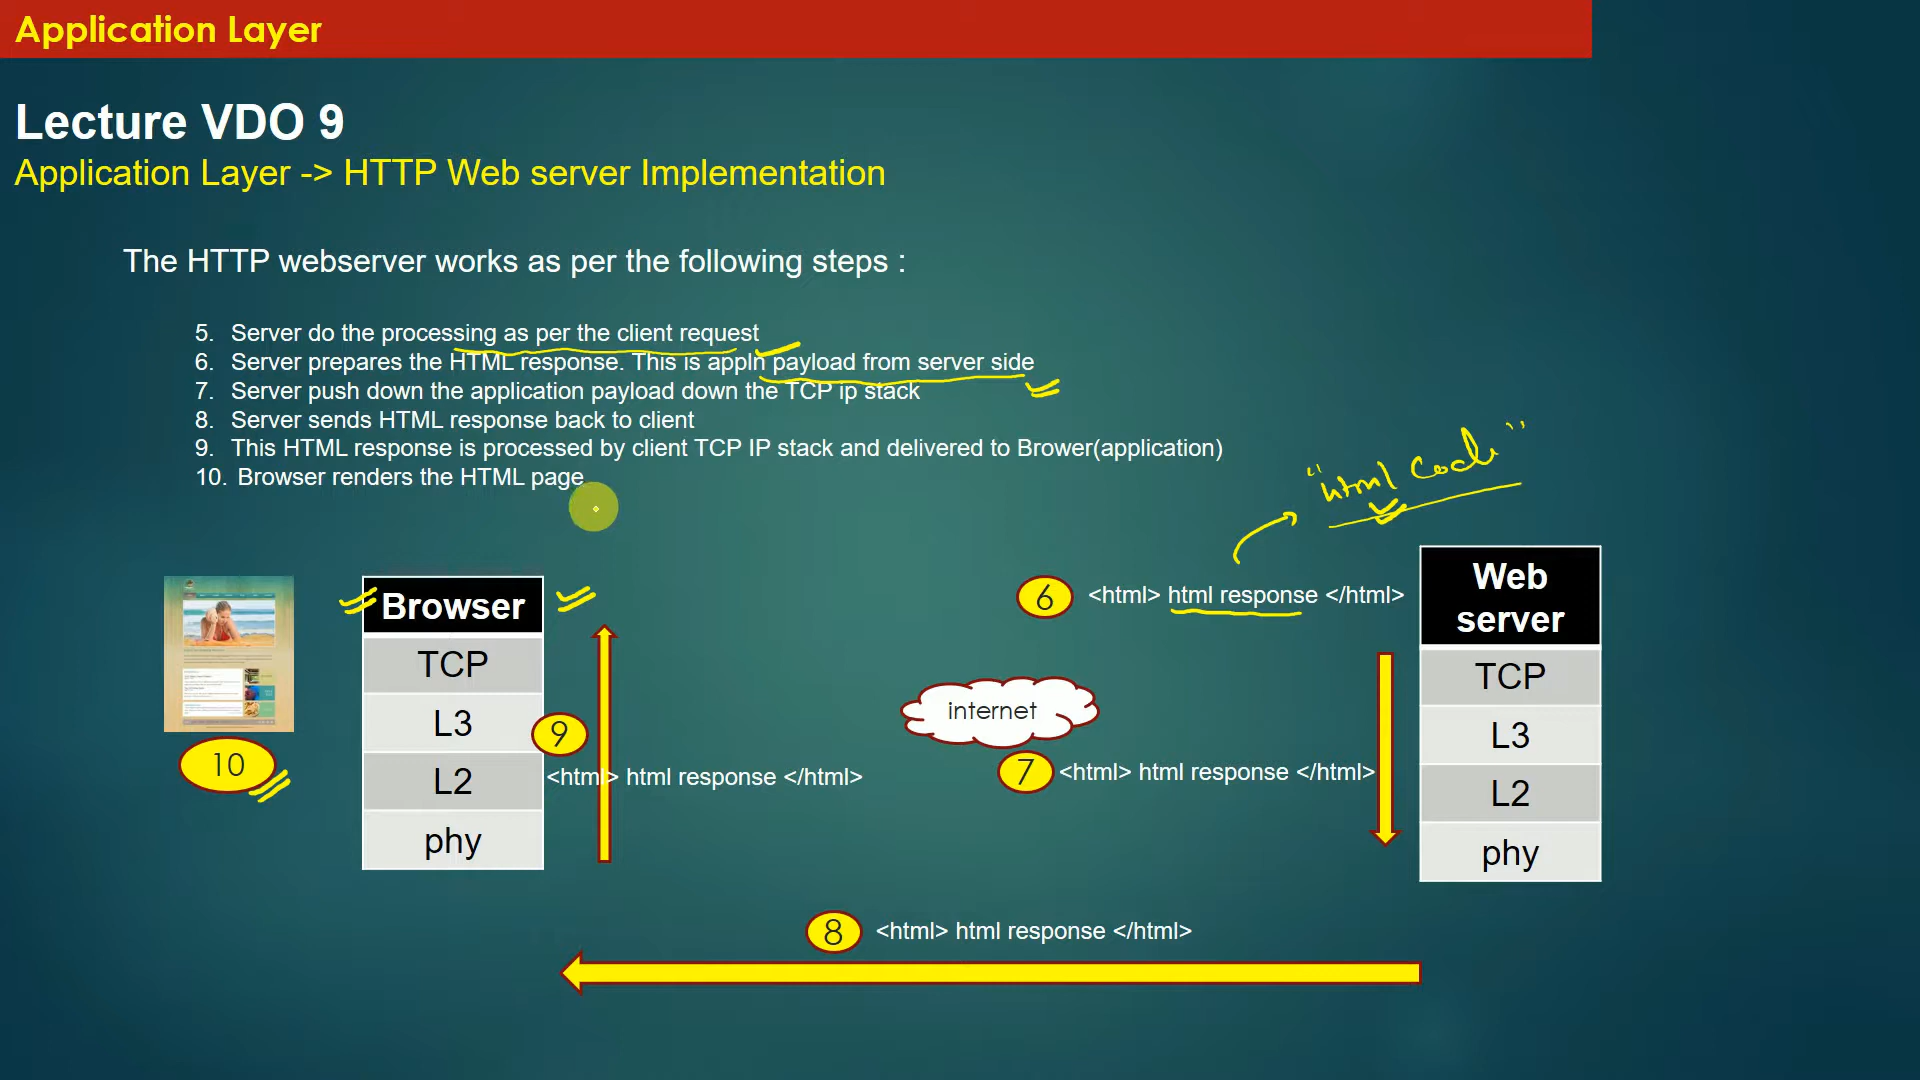 Application Layer
Lecture VDO 9
Application Layer -> HTTP Web server Implementation
The HTTP webserver works as per the following steps :
5. Server do the processing as per the client request
6. Server prepares the HTML response. This is appln payload from server side
7. Server push down the application payload down the TCP ip stack
8. Server sends HTML response back to client
9. This HTML response is processed by client TCP IP stack and delivered to Brower(application)
10. Browser renders the HTML page
"html Code"
6 <html> html response </html>
Web
server
Browser
TCP
L3
L2
phy
TCP
L3
L2
phy
internet
9
<html> html response </html>
10
7 <html> html response </html>
8 <html> html response </html>